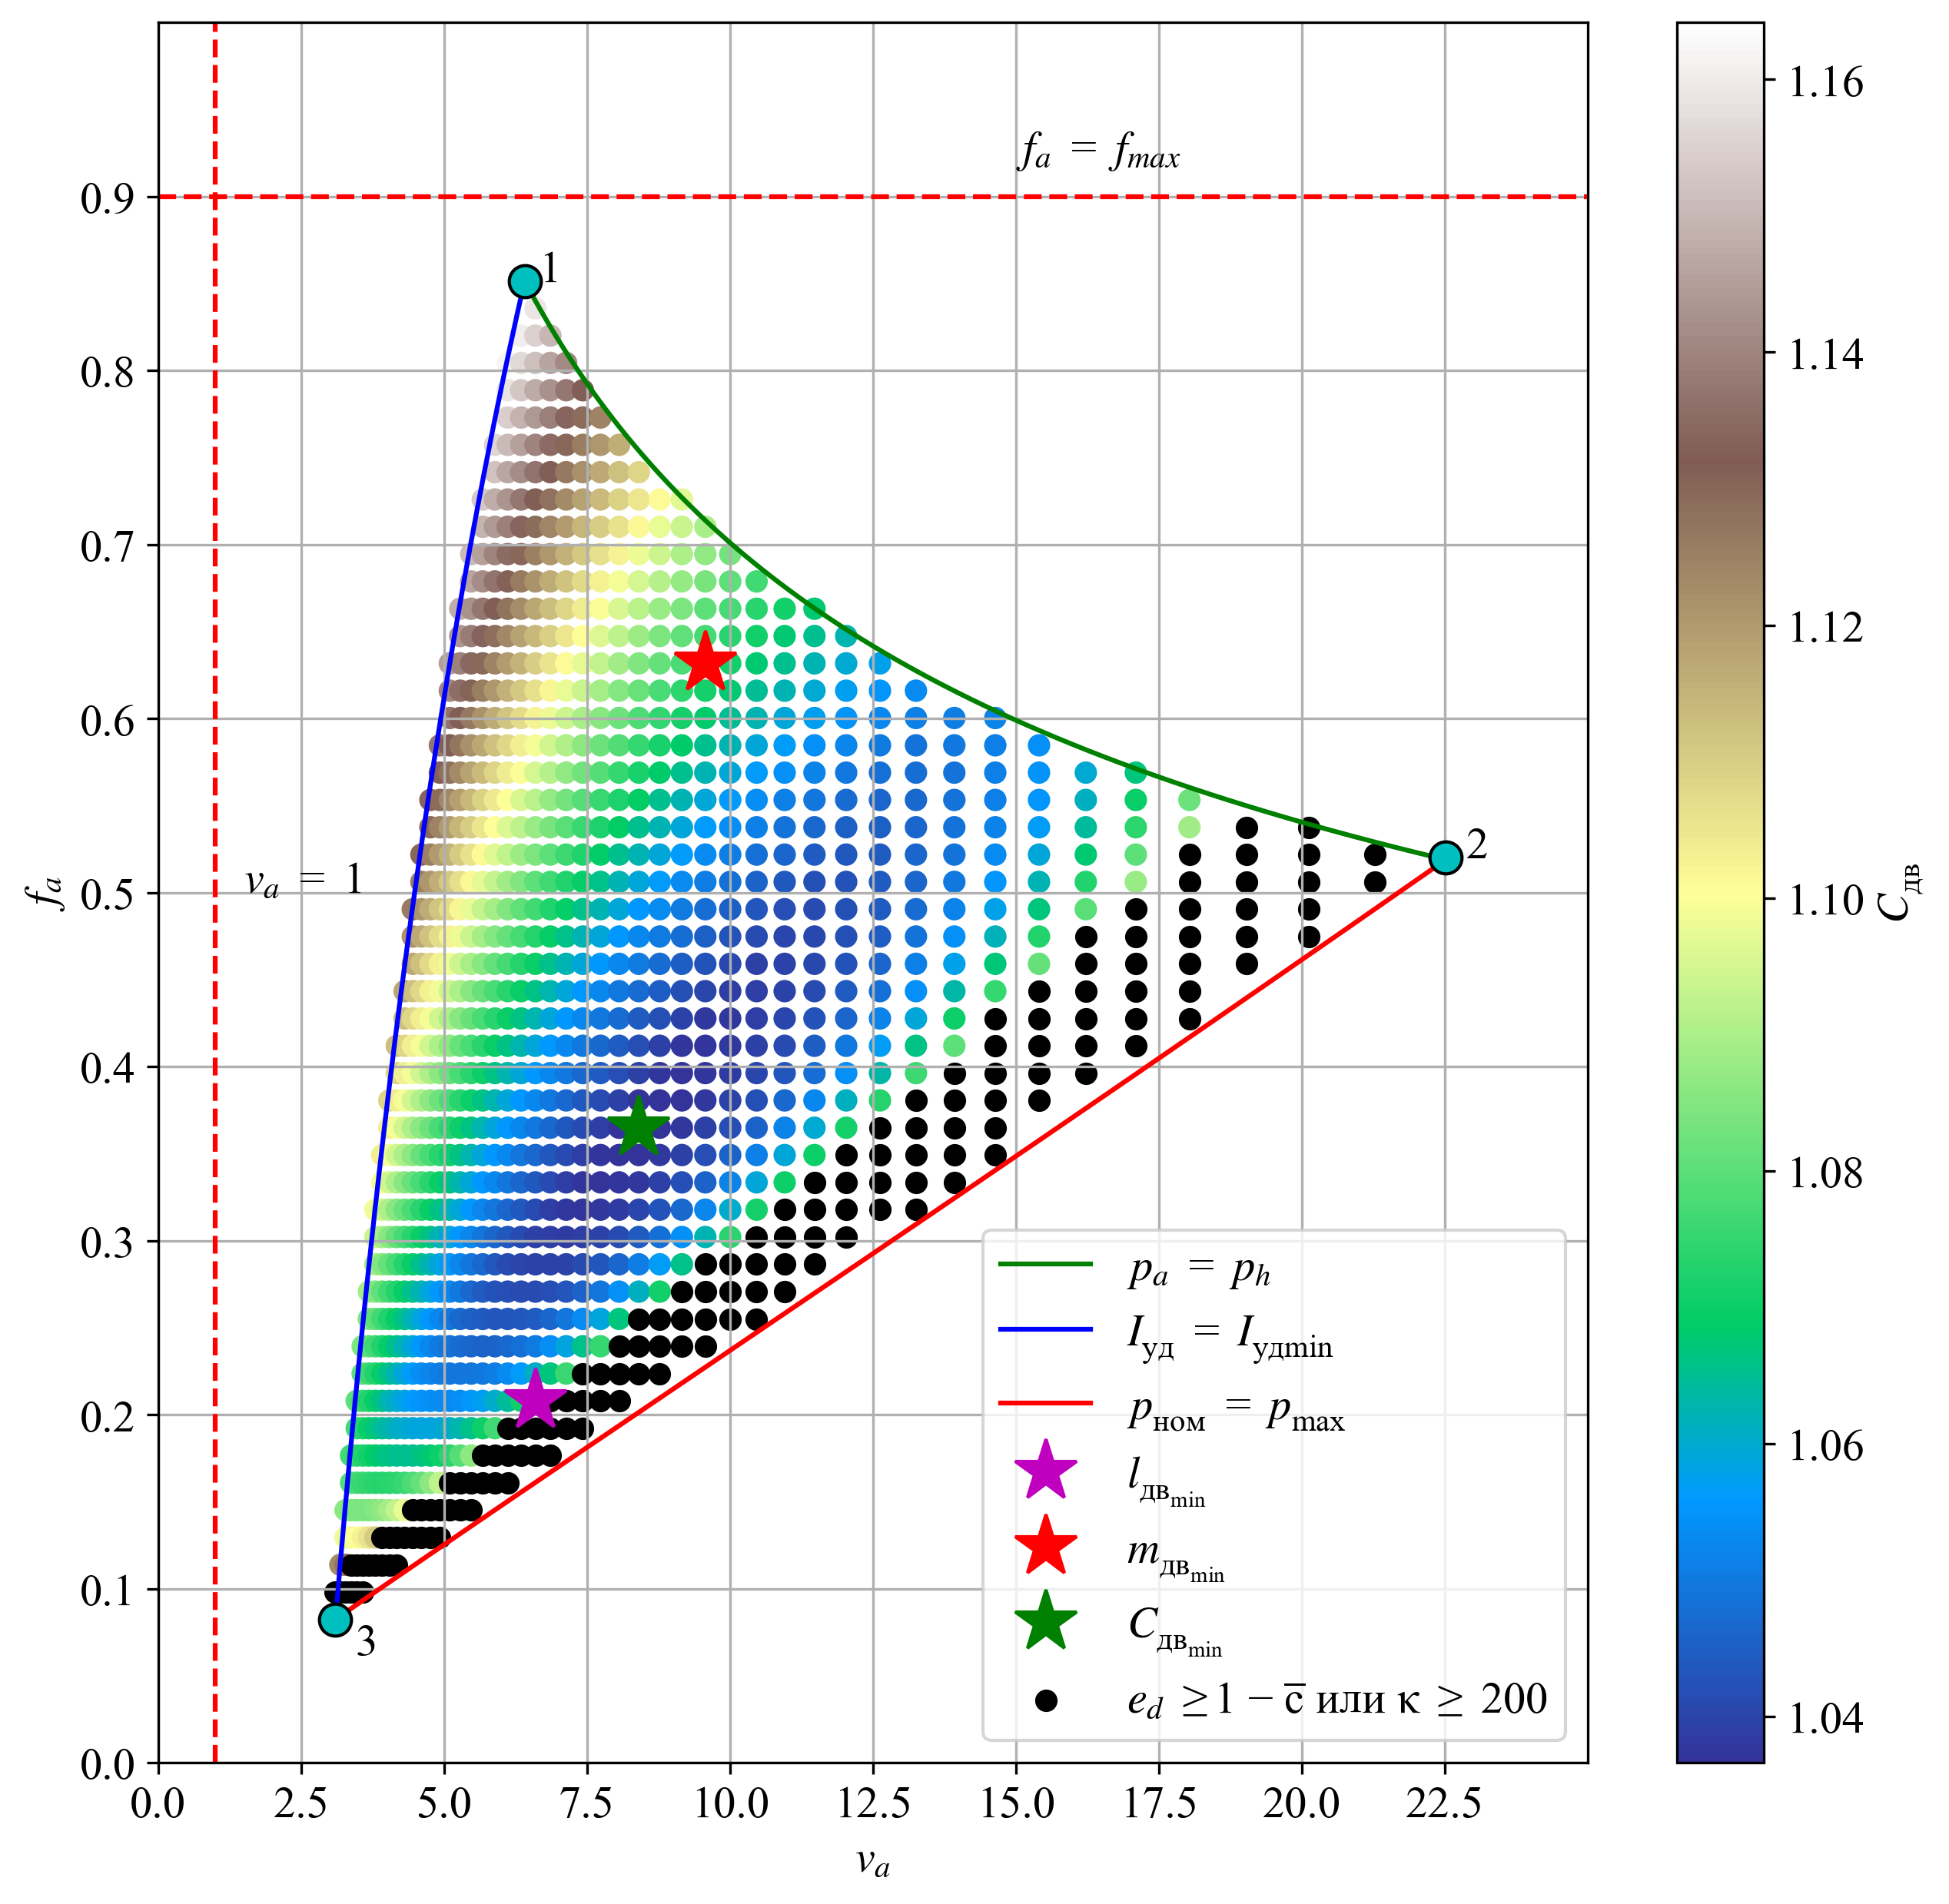 f_a = f_max
1
2
3
v_a = 1
0.9
0.8
0.7
0.6
0.5
0.4
0.3
0.2
0.1
0.0
f_a
0.0 2.5 5.0 7.5 10.0 12.5 15.0 17.5 20.0 22.5
v_a
p_a = p_h
I_уд = I_удmin
p_ном = p_max
l_дв_min
m_дв_min
C_дв_min
e_d ≥ 1 − c̅ или κ ≥ 200
1.16
1.14
1.12
1.10
1.08
1.06
1.04
C_дв